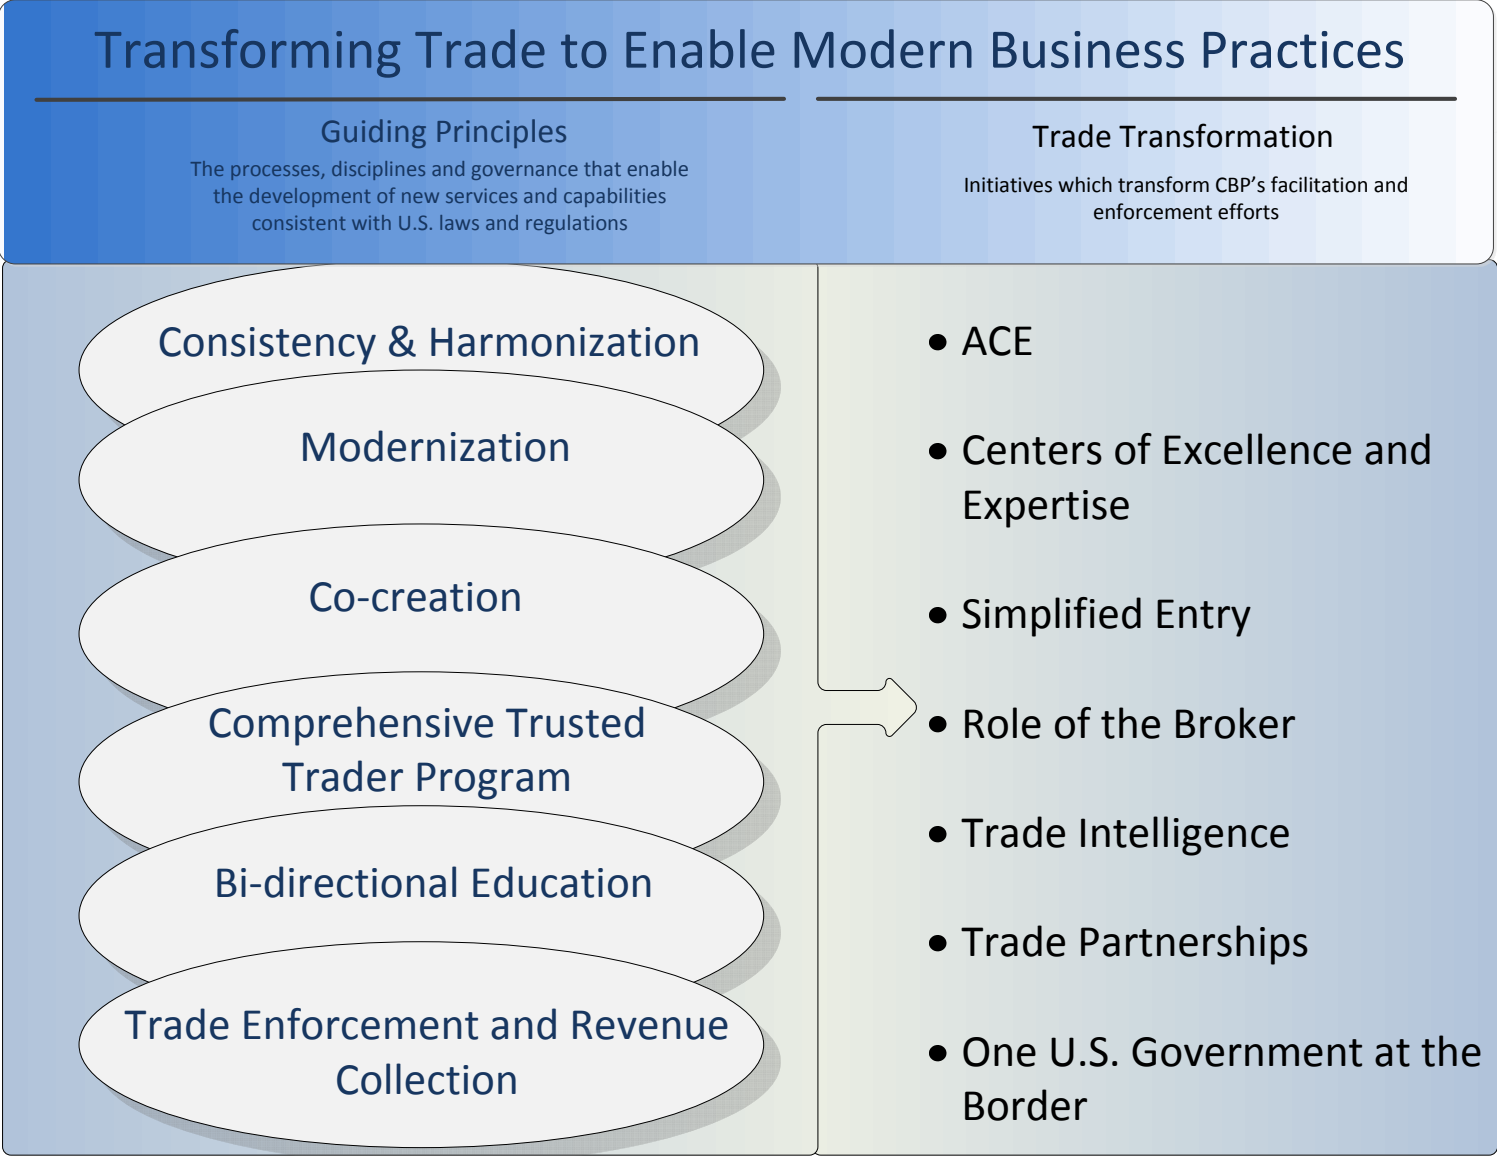 Transforming Trade to Enable Modern Business Practices
Guiding Principles
The processes, disciplines and governance that enable
the development of new services and capabilities
consistent with U.S. laws and regulations
Trade Transformation
Initiatives which transform CBP’s facilitation and
enforcement efforts
Consistency & Harmonization
Modernization
Co-creation
Comprehensive Trusted
Trader Program
Bi-directional Education
Trade Enforcement and Revenue
Collection
• ACE
• Centers of Excellence and
Expertise
• Simplified Entry
• Role of the Broker
• Trade Intelligence
• Trade Partnerships
• One U.S. Government at the
Border